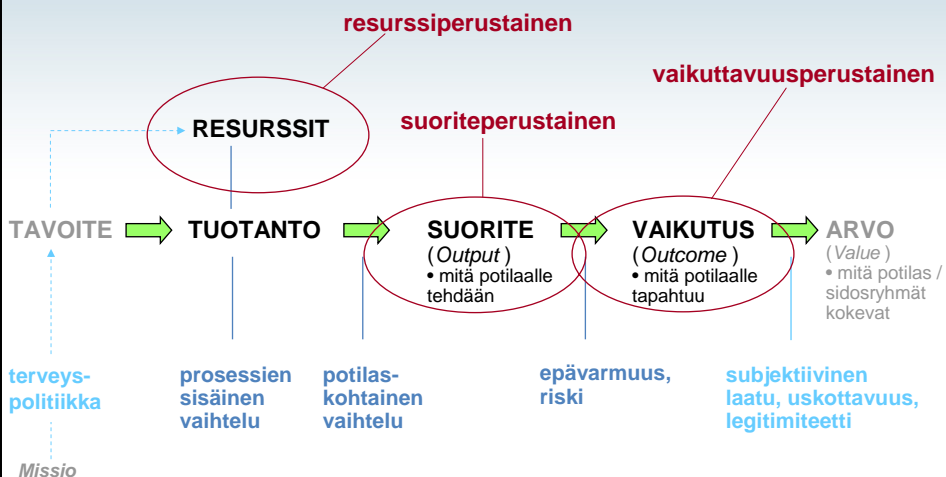 resurssiperustainen
vaikuttavuusperustainen
suoriteperustainen
RESURSSIT
TAVOITE
TUOTANTO
SUORITE
(Output )
• mitä potilaalle
tehdään
VAIKUTUS
(Outcome )
• mitä potilaalle
tapahtuu
ARVO
(Value )
• mitä potilas /
sidosryhmät
kokevat
terveys-
politiikka
prosessien
sisäinen
vaihtelu
potilas-
kohtainen
vaihtelu
epävarmuus,
riski
subjektiivinen
laatu, uskottavuus,
legitimiteetti
Missio